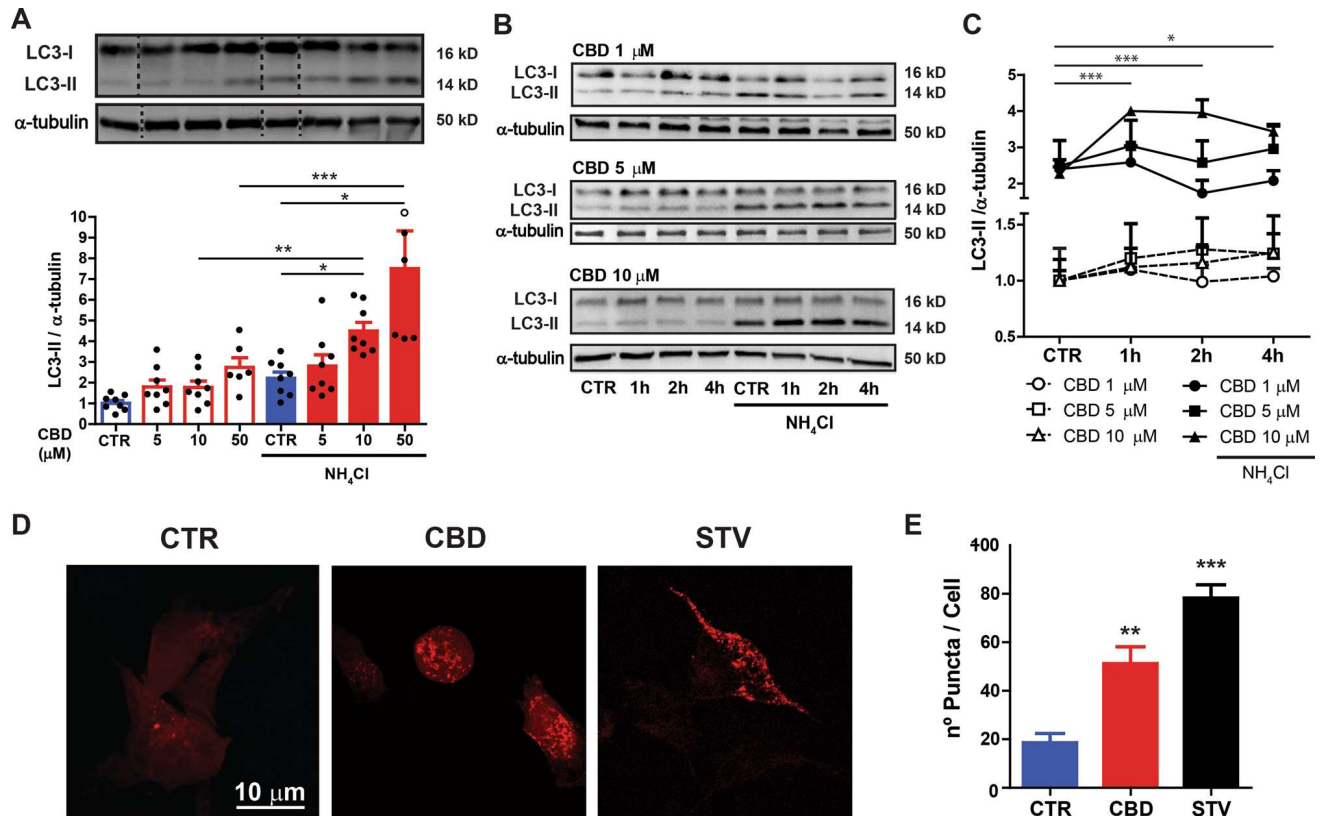 A
LC3-I
16 kD
LC3-II
14 kD
α-tubulin
50 kD
***
*
**
*
LC3-II / α-tubulin
10
9
8
7
6
5
4
3
2
1
0
CBD
(μM)
CTR 5 10 50 CTR 5 10 50
NH4Cl
B
CBD 1 μM
LC3-I
16 kD
LC3-II
14 kD
α-tubulin
50 kD
CBD 5 μM
LC3-I
16 kD
LC3-II
14 kD
α-tubulin
50 kD
CBD 10 μM
LC3-I
16 kD
LC3-II
14 kD
α-tubulin
50 kD
CTR 1h 2h 4h CTR 1h 2h 4h
NH4Cl
C
*
***
***
LC3-II /α-tubulin
5
4
3
2
1.5
1.0
0.5
CTR 1h 2h 4h
CBD 1 μM CBD 1 μM
CBD 5 μM CBD 5 μM
CBD 10 μM CBD 10 μM
NH4Cl
D
CTR CBD STV
10 μm
E
nº Puncta / Cell
400
80
60
40
20
0
**
***
CTR CBD STV